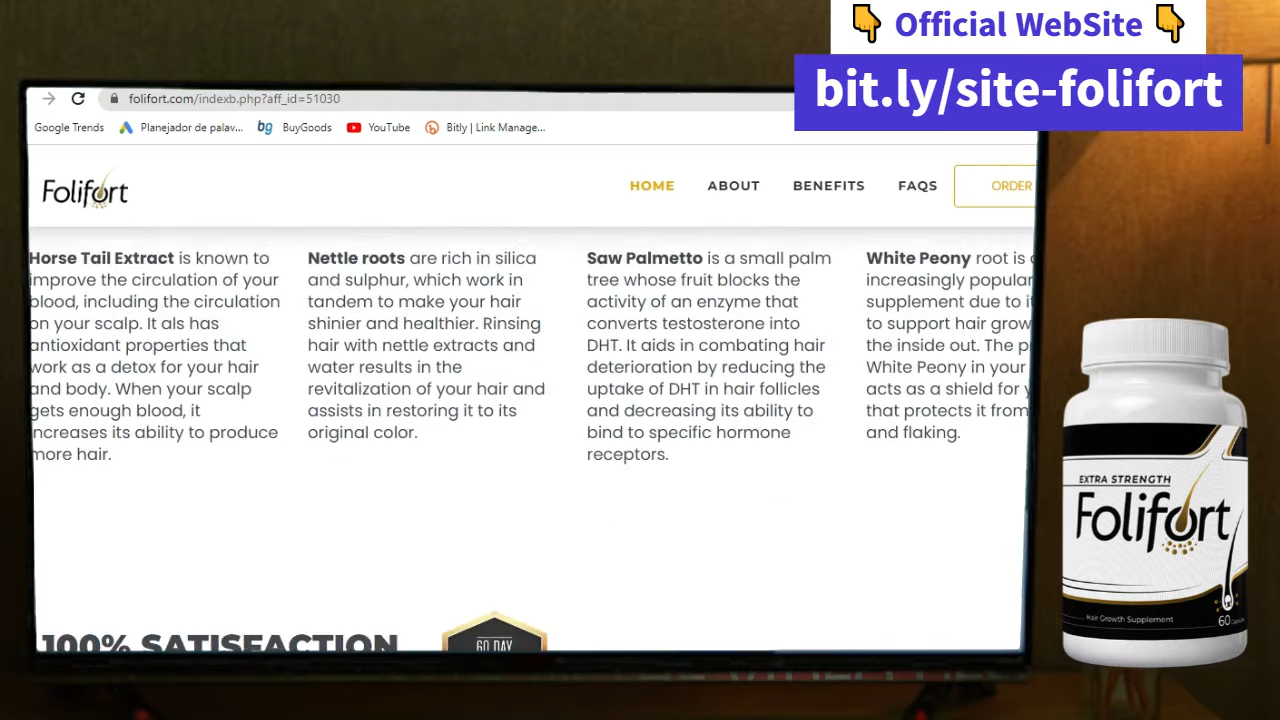 👇 Official WebSite 👇
bit.ly/site-folifort
folifort.com/indexb.php?aff_id=51030
Google Trends
Planejador de palav...
bg BuyGoods
YouTube
Bitly | Link Manage...
Folifort
HOME
ABOUT
BENEFITS
FAQS
ORDER
Horse Tail Extract is known to
improve the circulation of your
blood, including the circulation
on your scalp. It als has
antioxidant properties that
work as a detox for your hair
and body. When your scalp
gets enough blood, it
increases its ability to produce
more hair.
Nettle roots are rich in silica
and sulphur, which work in
tandem to make your hair
shinier and healthier. Rinsing
hair with nettle extracts and
water results in the
revitalization of your hair and
assists in restoring it to its
original color.
Saw Palmetto is a small palm
tree whose fruit blocks the
activity of an enzyme that
converts testosterone into
DHT. It aids in combating hair
deterioration by reducing the
uptake of DHT in hair follicles
and decreasing its ability to
bind to specific hormone
receptors.
White Peony root is
increasingly popular
supplement due to
to support hair
the inside out. The
White Peony in your
acts as a shield for
that protects it from
and flaking.
100% SATISFACTION
60 DAY
EXTRA STRENGTH
Folifort
Hair Growth Supplement
60 Capsules